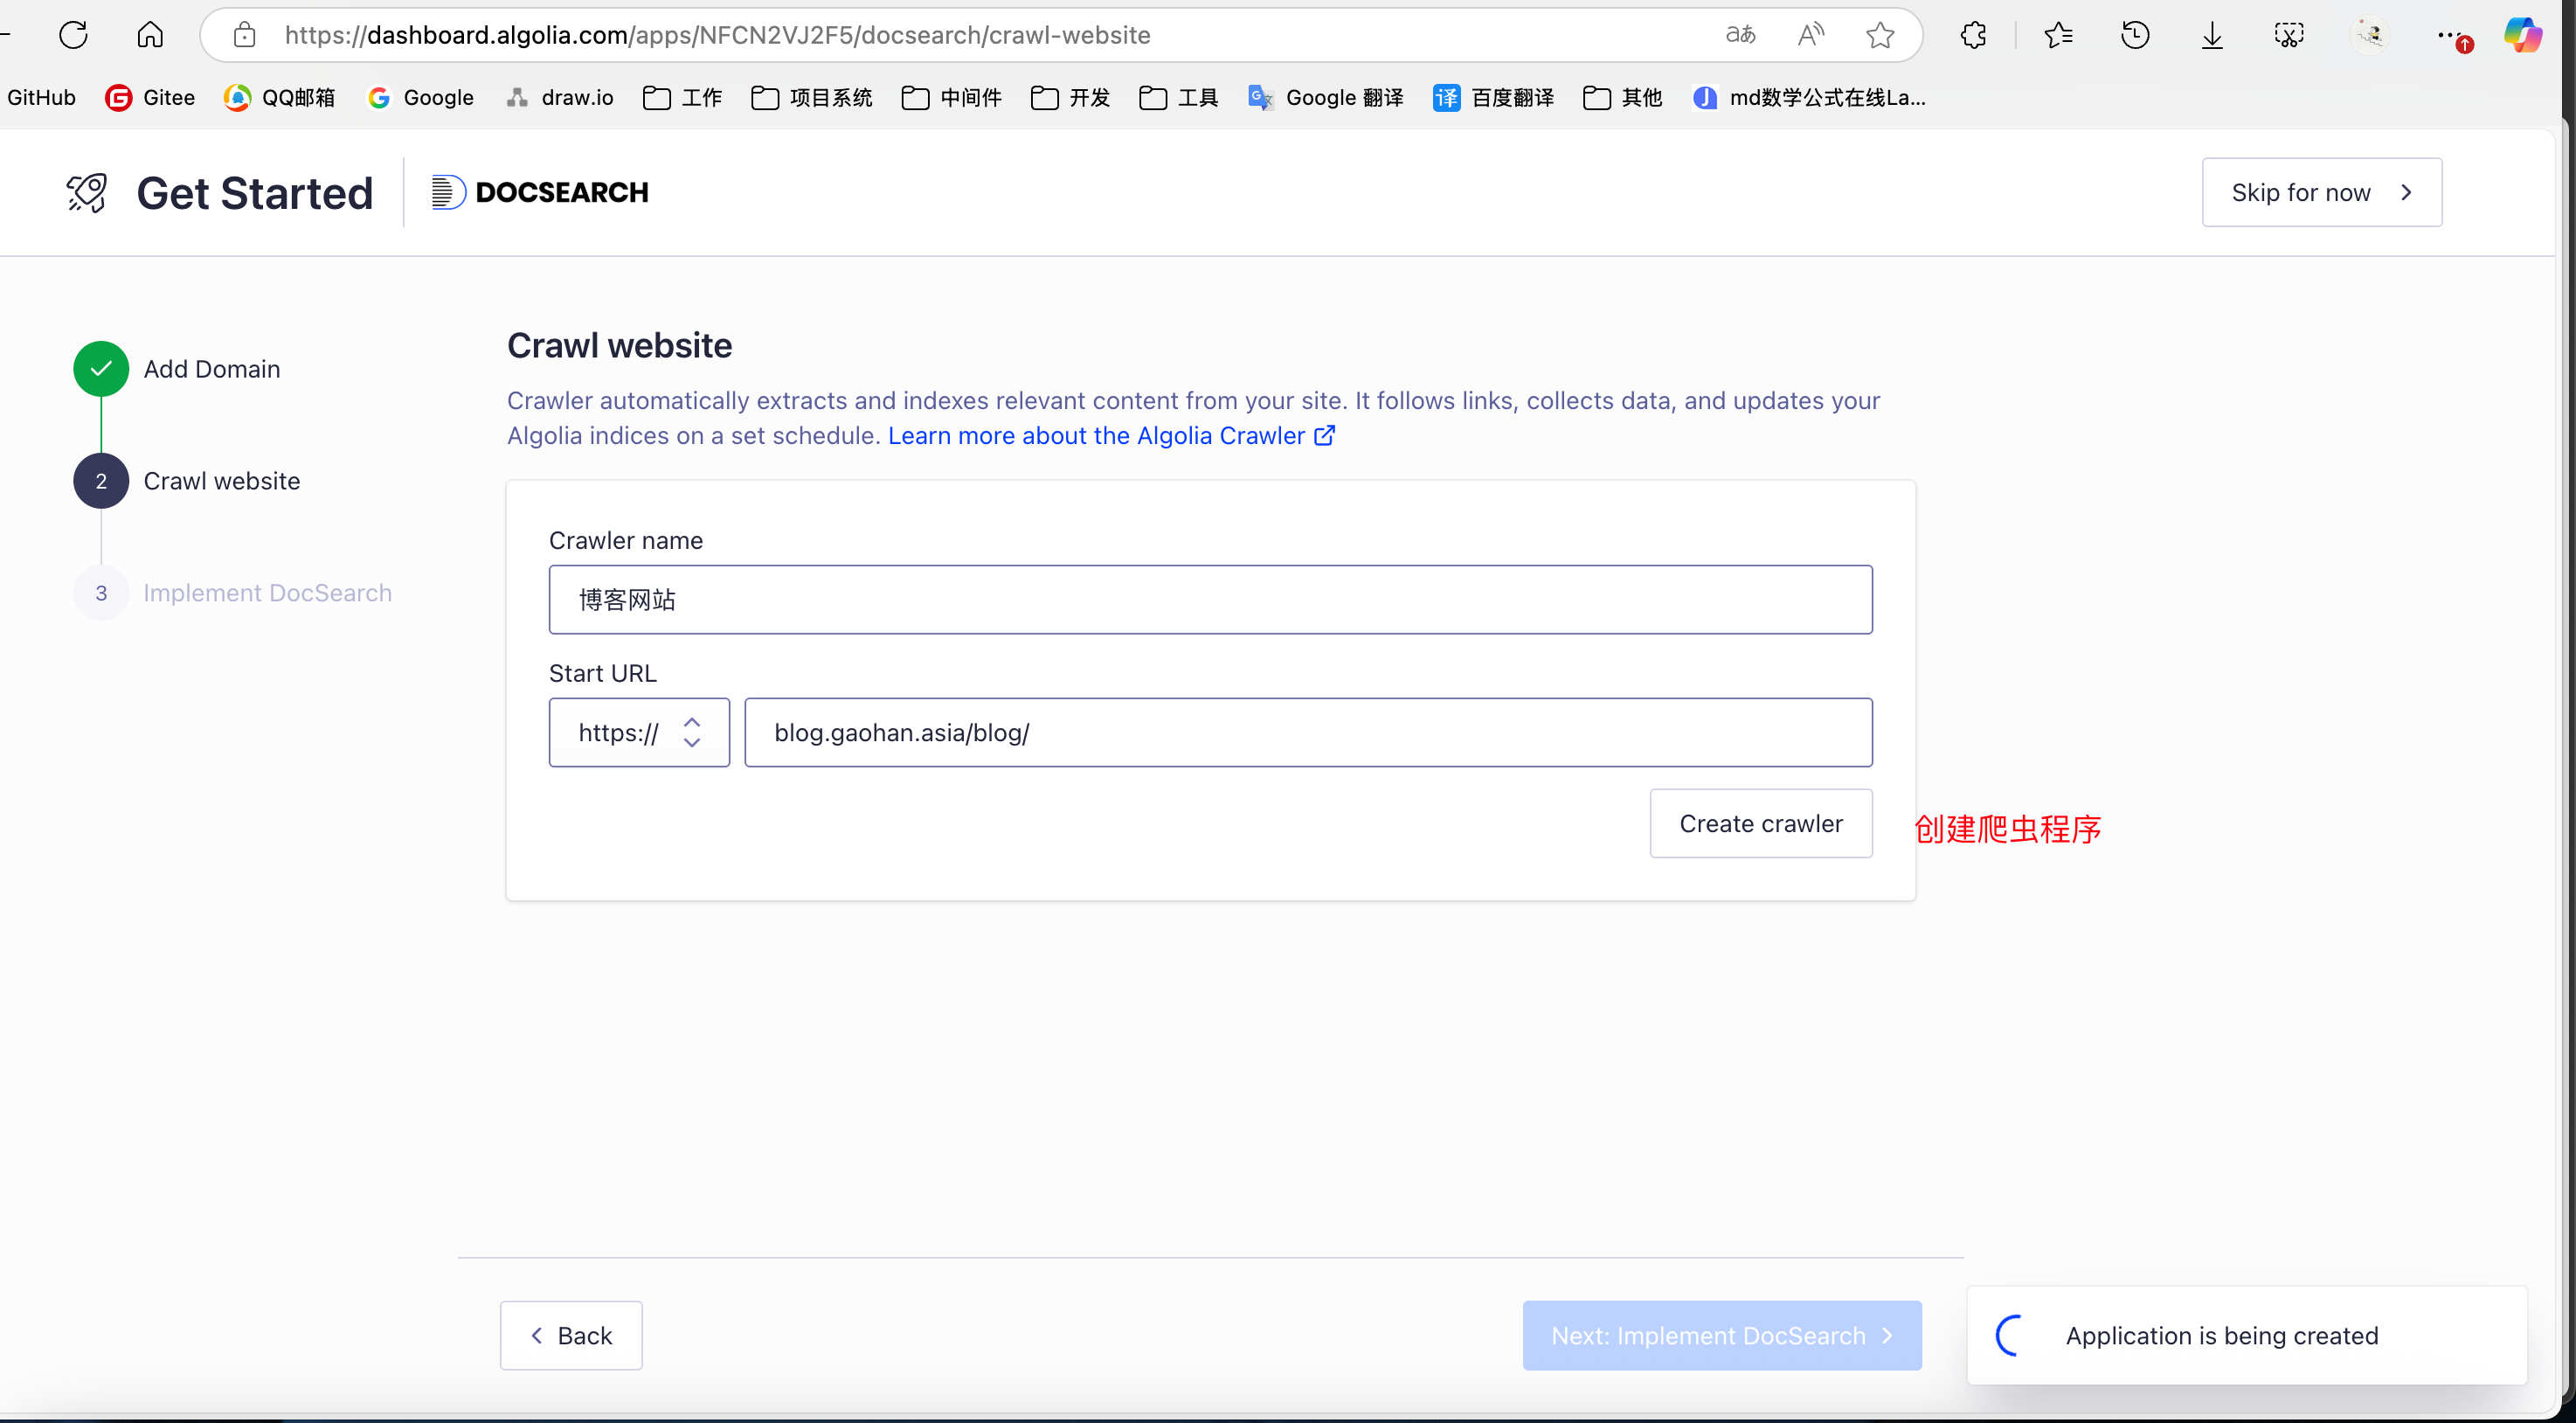 https://dashboard.algolia.com/apps/NFCN2VJ2F5/docsearch/crawl-website
GitHub Gitee QQ邮箱 Google draw.io 工作 项目系统 中间件 开发 工具 Google 翻译 百度翻译 其他 md数学公式在线La...
Get Started DOCSEARCH Skip for now
Add Domain
2 Crawl website
3 Implement DocSearch
Crawl website
Crawler automatically extracts and indexes relevant content from your site. It follows links, collects data, and updates your
Algolia indices on a set schedule. Learn more about the Algolia Crawler
Crawler name
博客网站
Start URL
https:// blog.gaohan.asia/blog/
Create crawler 创建爬虫程序
Back Next: Implement DocSearch Application is being created